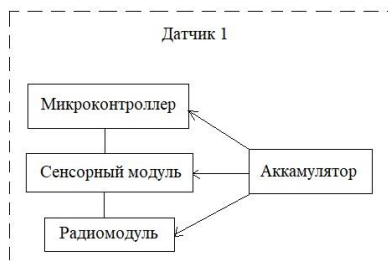 Датчик 1
Микроконтроллер
Сенсорный модуль
Аккамулятор
Радиомодуль